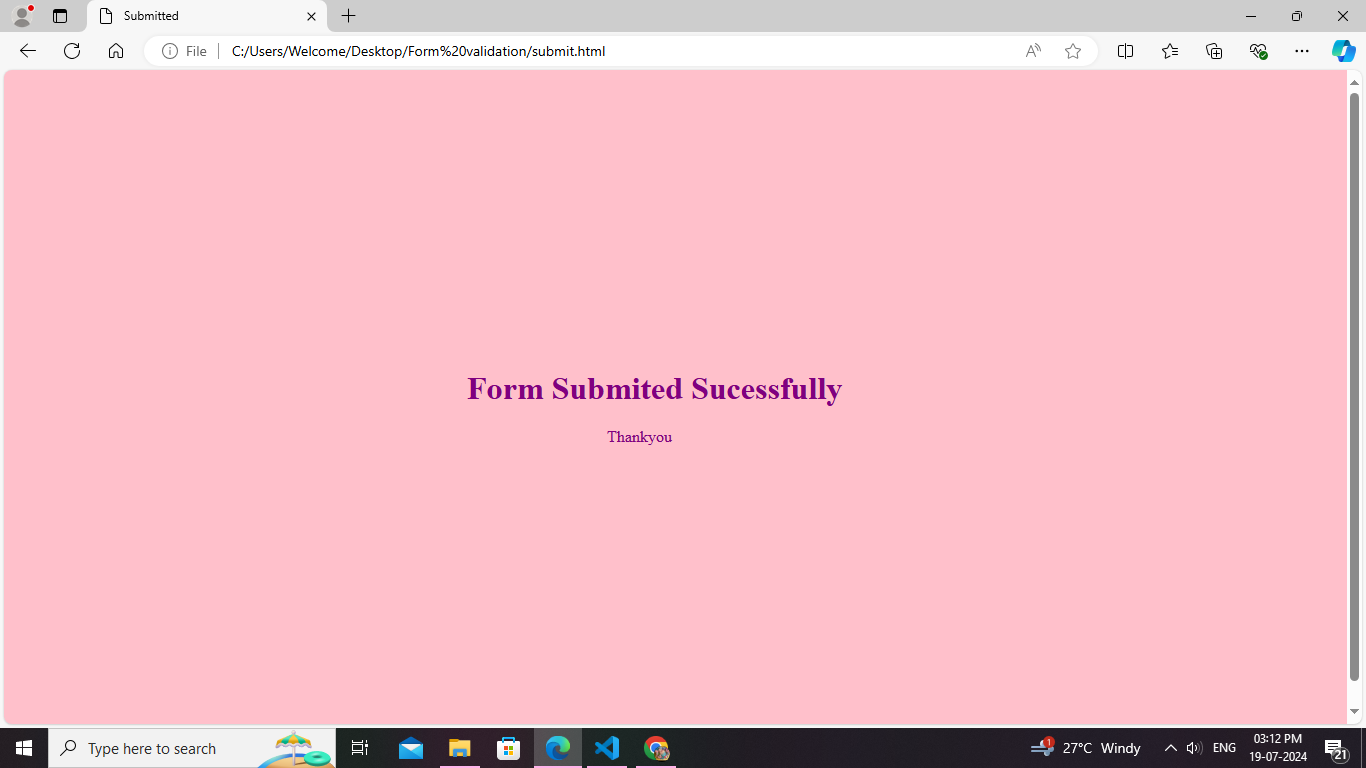 Submitted
File
C:/Users/Welcome/Desktop/Form%20validation/submit.html
Form Submited Sucessfully
Thankyou
Type here to search
1
27°C Windy
ENG
03:12 PM
19-07-2024
21